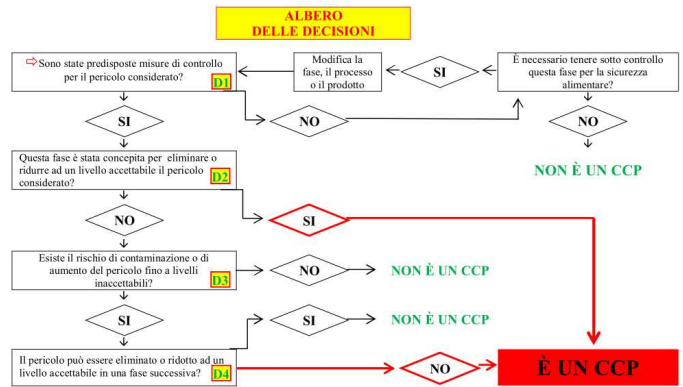 ALBERO
DELLE DECISIONI
⇨Sono state predisposte misure di controllo
per il pericolo considerato?
D1
Modifica la
fase, il processo
o il prodotto
SI
È necessario tenere sotto controllo
questa fase per la sicurezza
alimentare?
SI
NO
NO
NON È UN CCP
Questa fase è stata concepita per eliminare o
ridurre ad un livello accettabile il pericolo
considerato?
D2
NO
SI
Esiste il rischio di contaminazione o di
aumento del pericolo fino a livelli
inaccettabili?
D3
NO
NON È UN CCP
SI
SI
NON È UN CCP
Il pericolo può essere eliminato o ridotto ad un
livello accettabile in una fase successiva?
D4
NO
È UN CCP